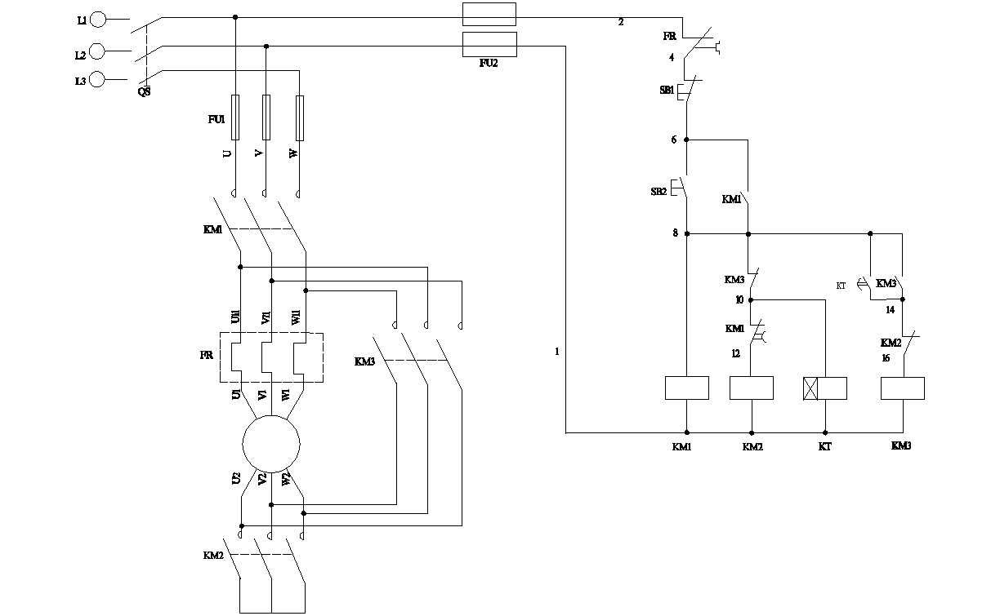 L1
L2
L3
QS
FU2
2
FR
4
SB1
FU1
U
V
W
6
SB2
KM1
8
KM1
KM3
10
KT
KM3
14
KM1
12
KM2
16
U11
V11
W11
FR
KM3
1
U1
V1
W1
KM1
KM2
KT
KM3
U2
V2
W2
KM2